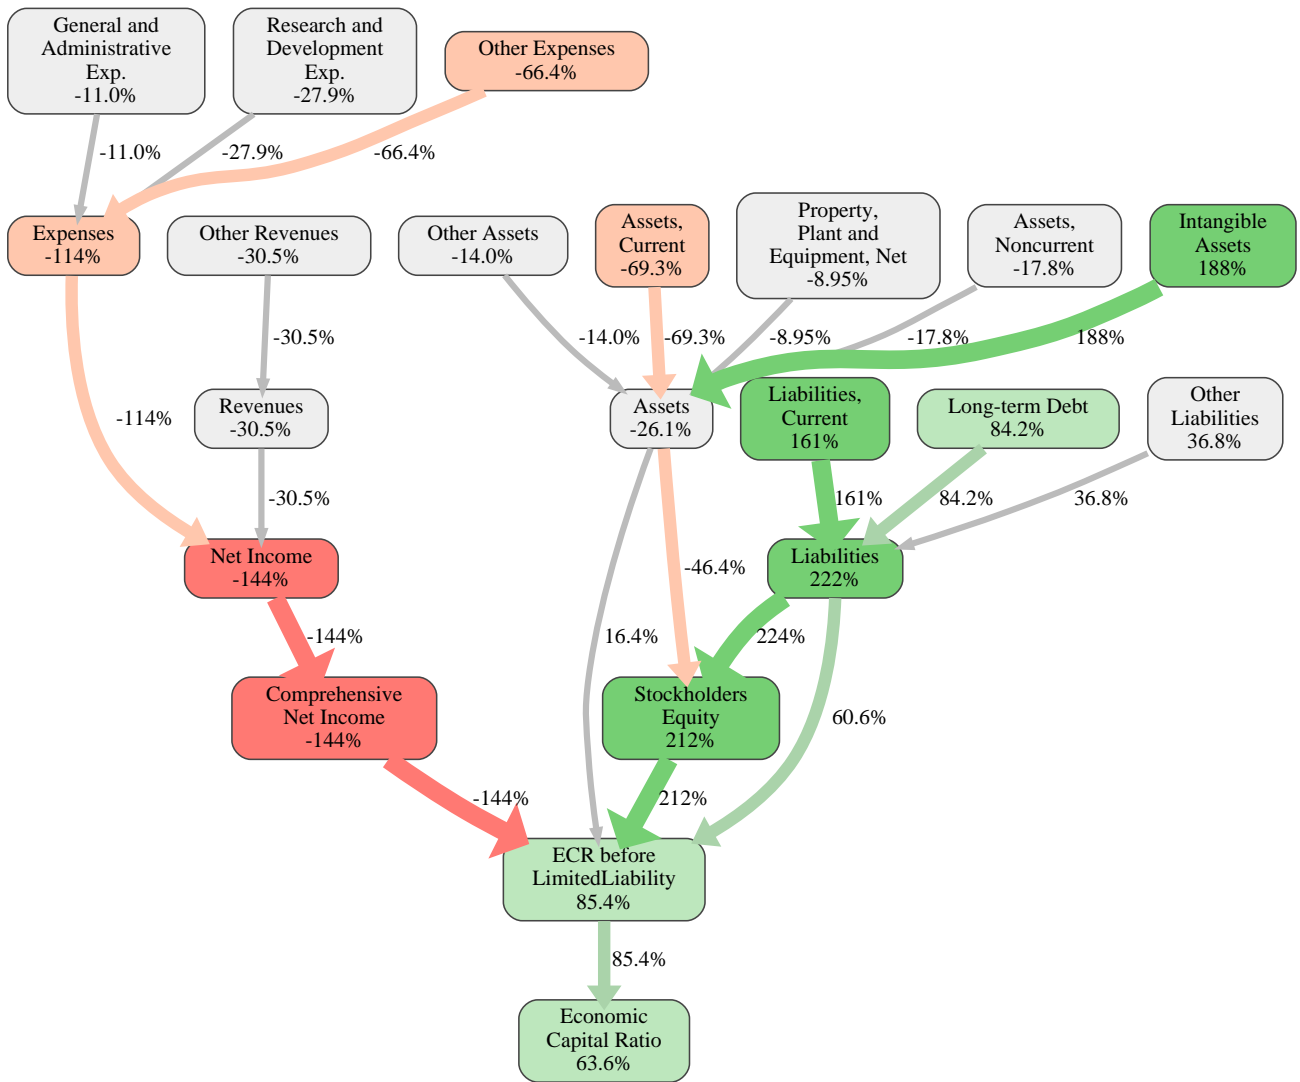 General and
Administrative
Exp.
-11.0%
Research and
Development
Exp.
-27.9%
Other Expenses
-66.4%
-11.0%
-27.9%
-66.4%
Expenses
-114%
Other Revenues
-30.5%
Other Assets
-14.0%
Assets,
Current
-69.3%
Property,
Plant and
Equipment, Net
-8.95%
Assets,
Noncurrent
-17.8%
Intangible
Assets
188%
-30.5%
-14.0%
-69.3%
-8.95%
-17.8%
188%
-114%
Revenues
-30.5%
Assets
-26.1%
Liabilities,
Current
161%
Long-term Debt
84.2%
Other
Liabilities
36.8%
-30.5%
161%
84.2%
36.8%
Net Income
-144%
-46.4%
Liabilities
222%
-144%
16.4%
224%
Comprehensive
Net Income
-144%
Stockholders
Equity
212%
60.6%
-144%
212%
ECR before
LimitedLiability
85.4%
85.4%
Economic
Capital Ratio
63.6%